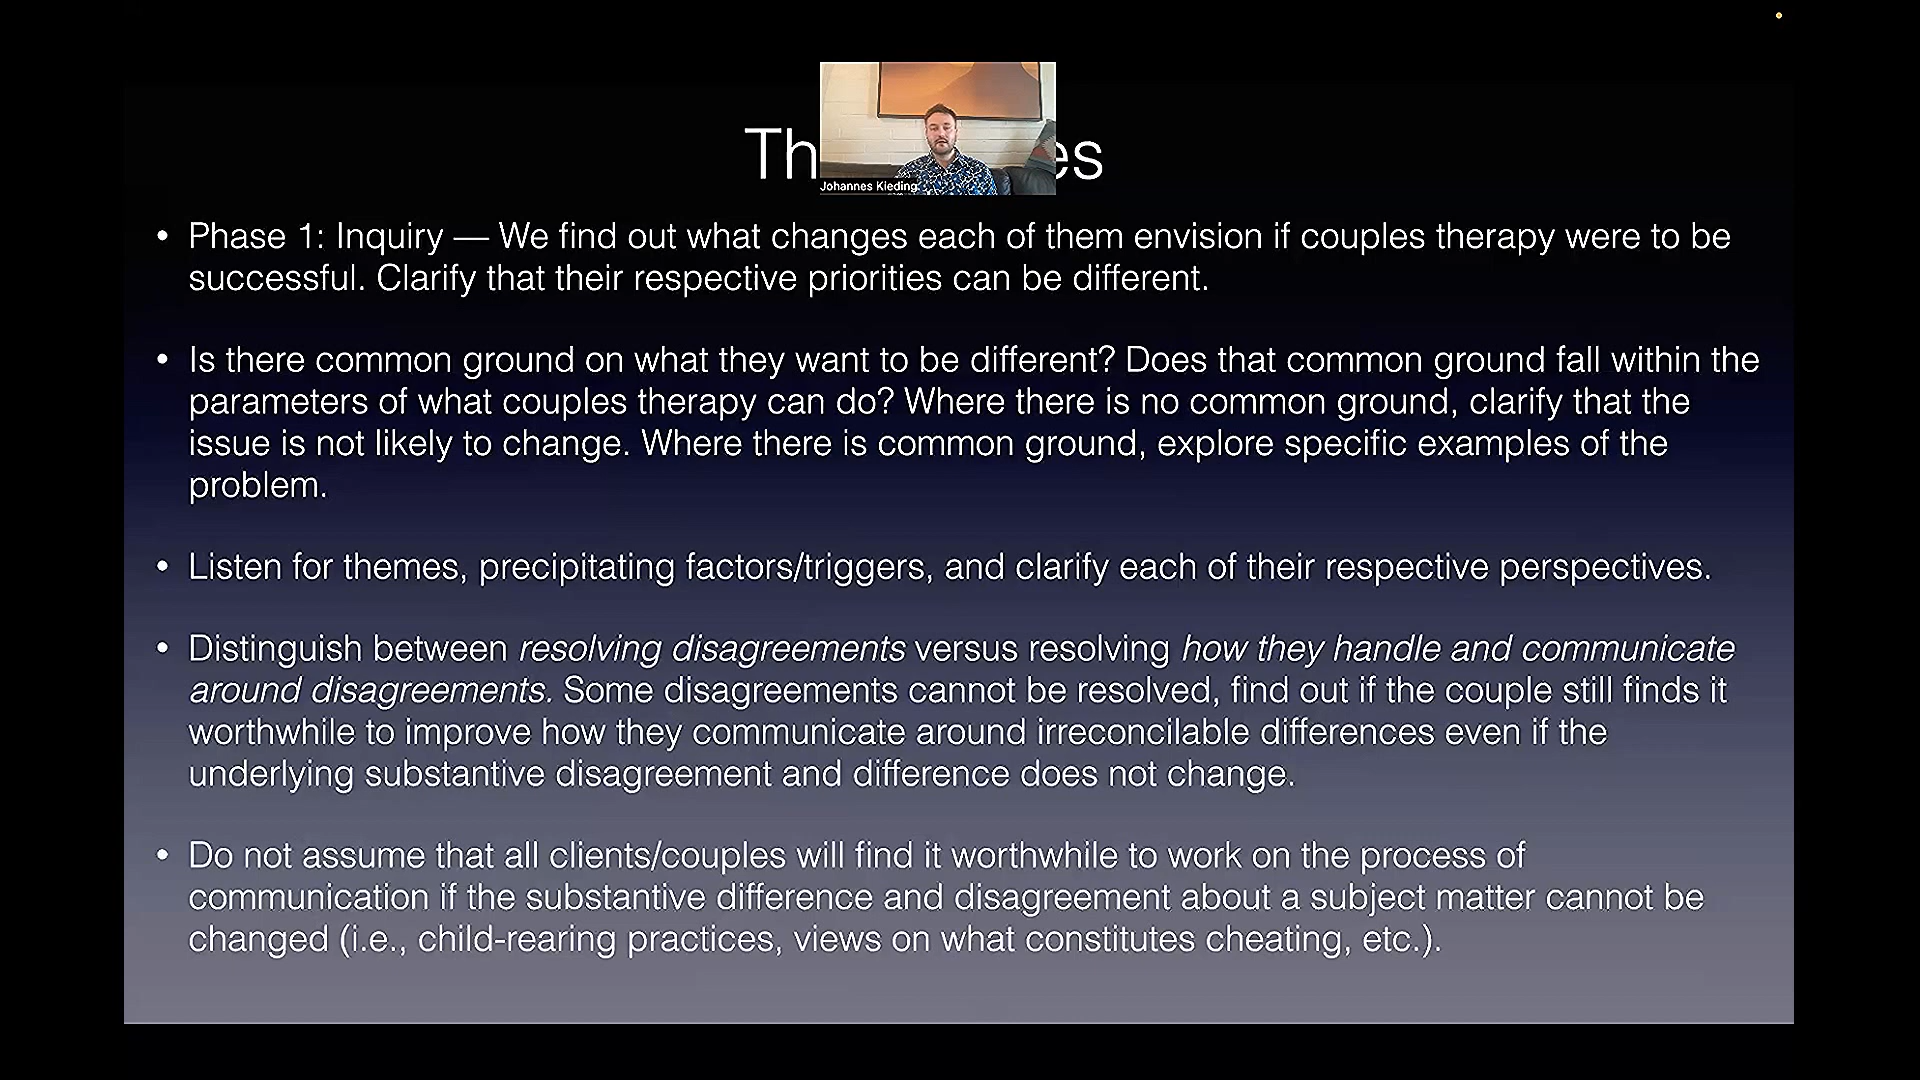 Th
es
Johannes Kieding
• Phase 1: Inquiry — We find out what changes each of them envision if couples therapy were to be
successful. Clarify that their respective priorities can be different.
• Is there common ground on what they want to be different? Does that common ground fall within the
parameters of what couples therapy can do? Where there is no common ground, clarify that the
issue is not likely to change. Where there is common ground, explore specific examples of the
problem.
• Listen for themes, precipitating factors/triggers, and clarify each of their respective perspectives.
• Distinguish between resolving disagreements versus resolving how they handle and communicate
around disagreements. Some disagreements cannot be resolved, find out if the couple still finds it
worthwhile to improve how they communicate around irreconcilable differences even if the
underlying substantive disagreement and difference does not change.
• Do not assume that all clients/couples will find it worthwhile to work on the process of
communication if the substantive difference and disagreement about a subject matter cannot be
changed (i.e., child-rearing practices, views on what constitutes cheating, etc.).